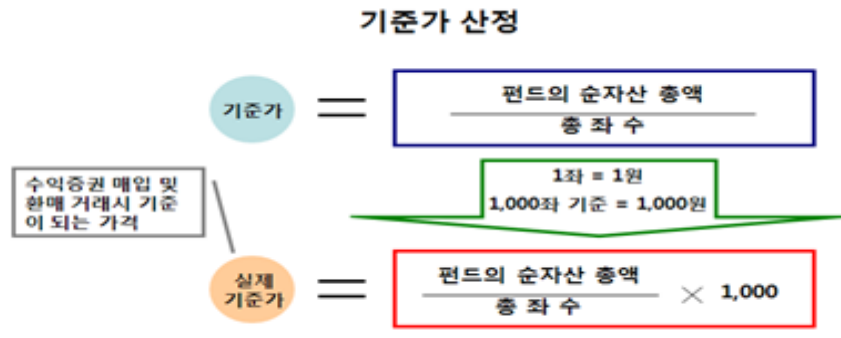 기준가 산정
기준가 = 펀드의 순자산 총액
총 좌 수
1좌 = 1원
1,000좌 기준 = 1,000원
수익증권 매입 및
환매 거래시 기준
이 되는 가격
실제
기준가 = 펀드의 순자산 총액
총 좌 수
× 1,000